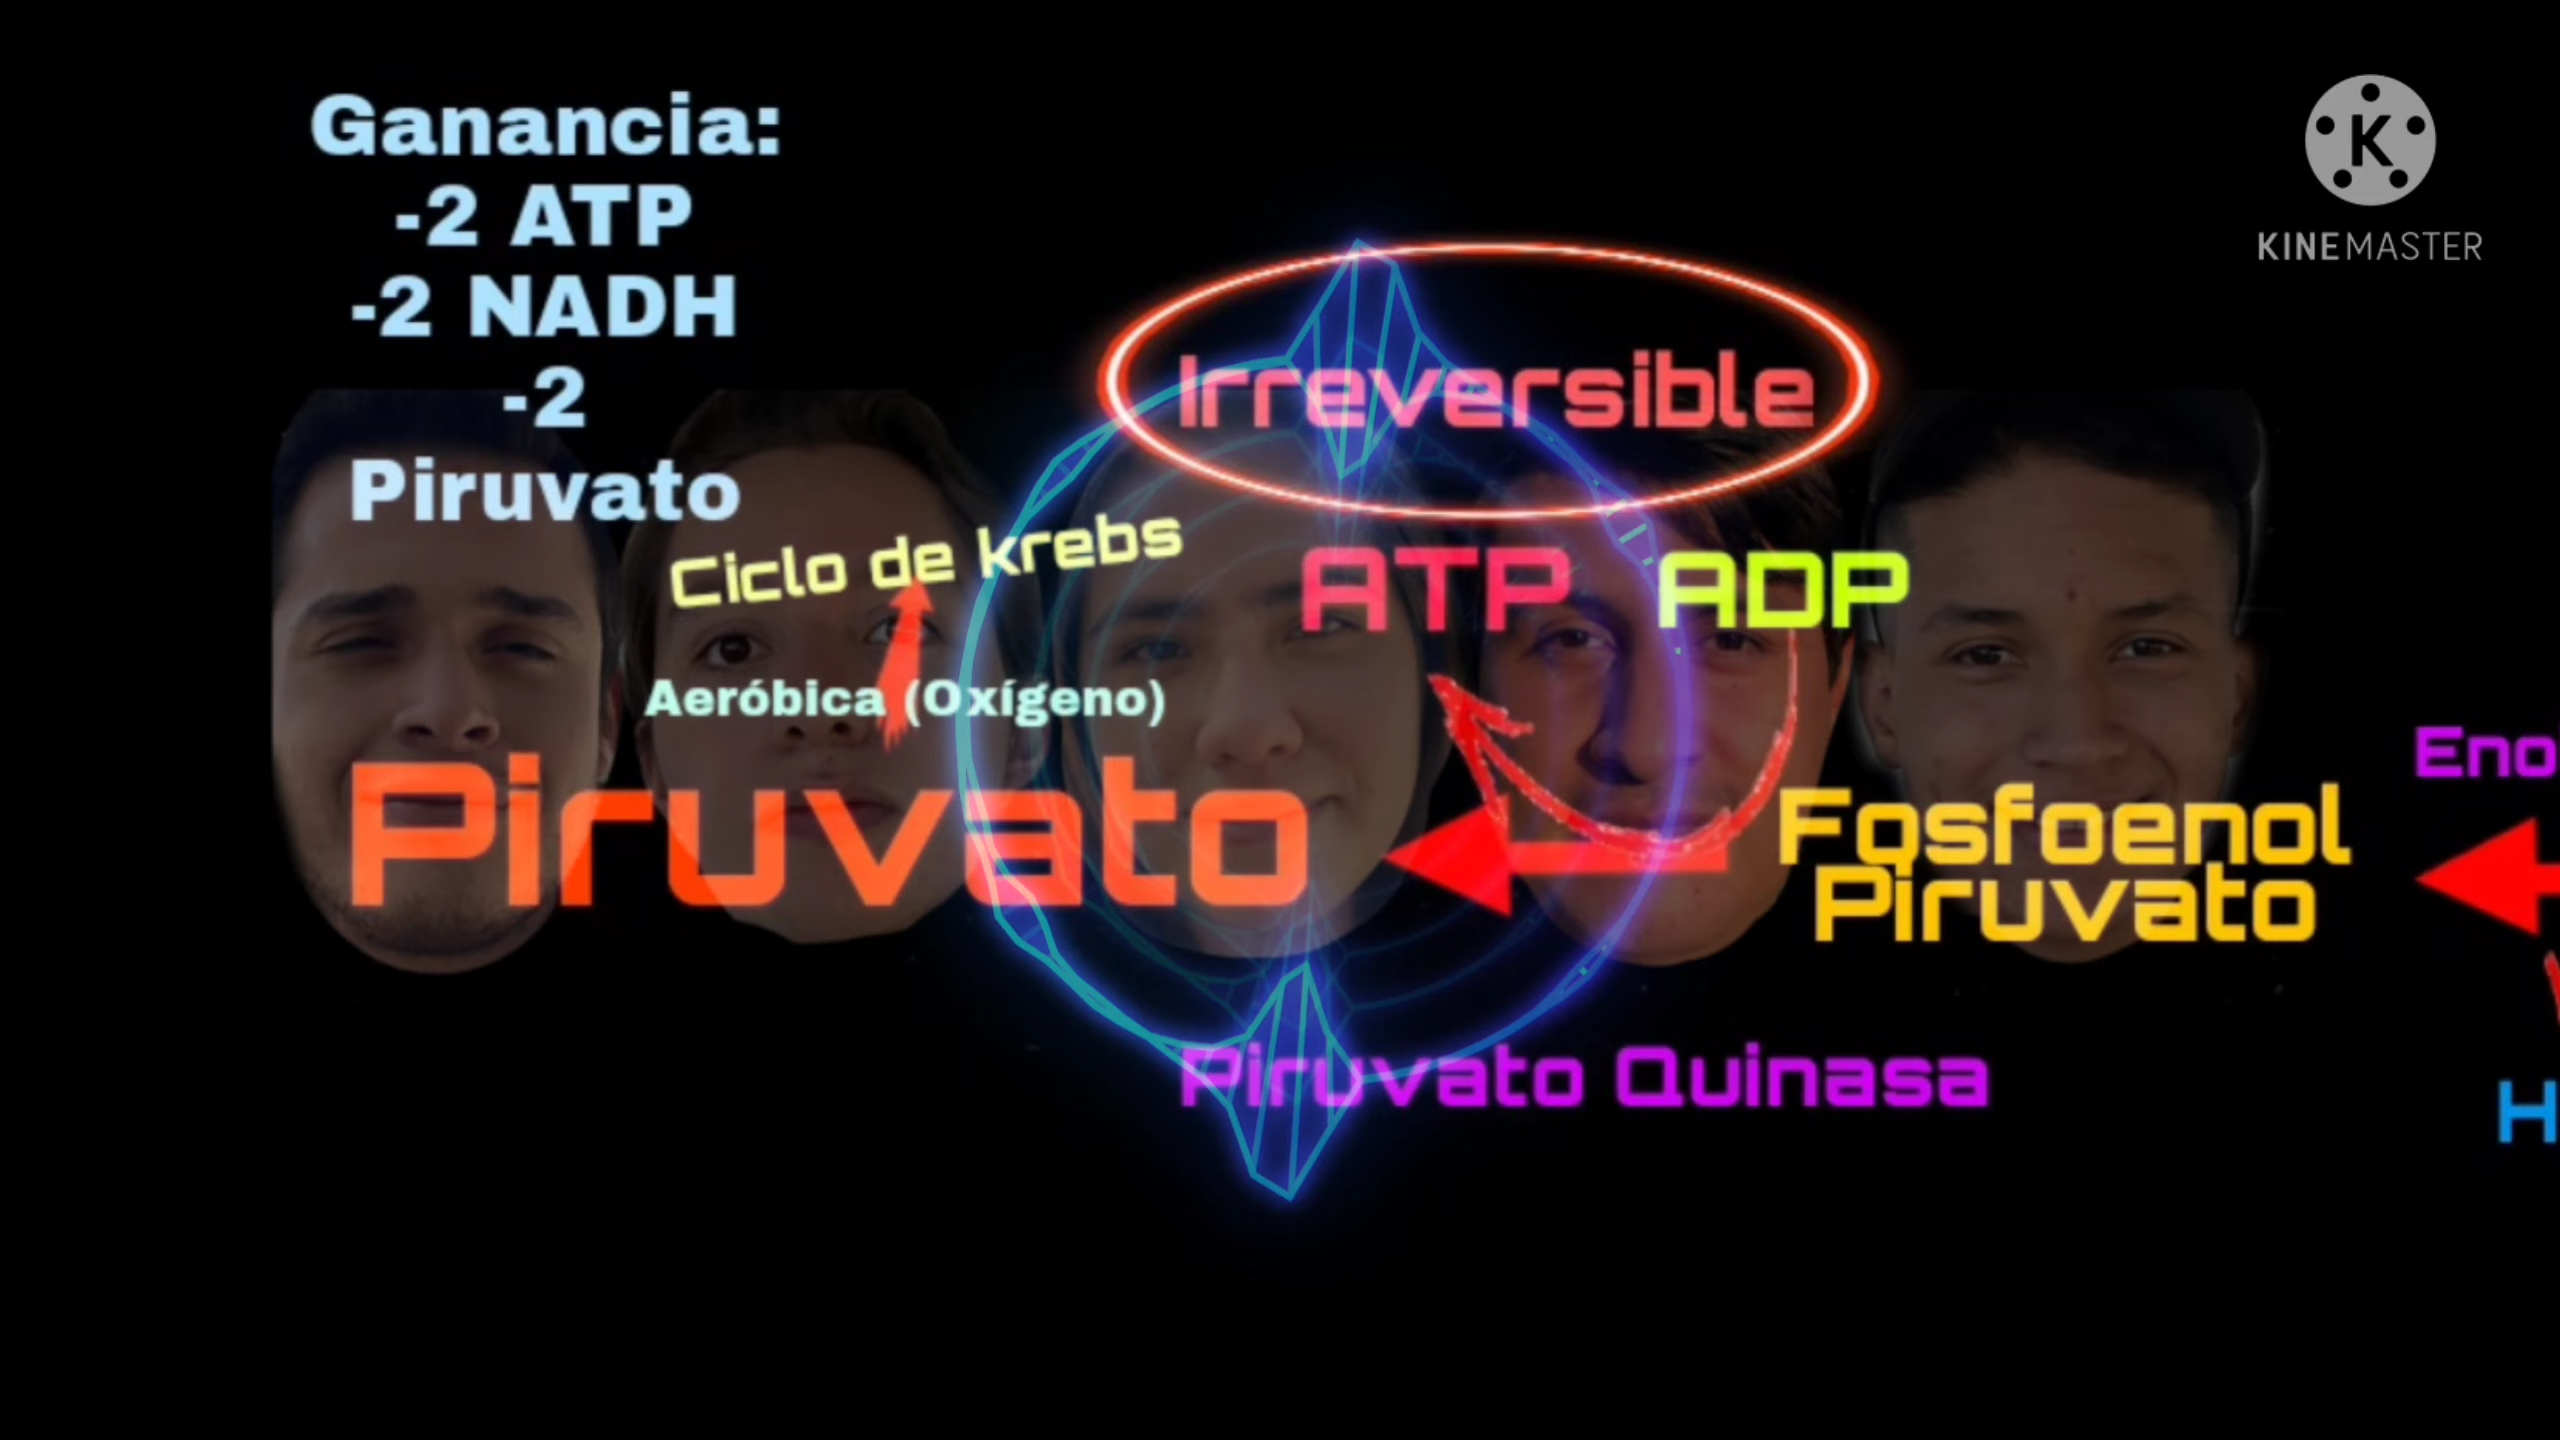 Ganancia:
-2 ATP
-2 NADH
-2
Piruvato
K
KINEMASTER
Irreversible
Ciclo de krebs
ATP ADP
Aeróbica (Oxígeno)
Piruvato
Fosfoenol
Piruvato
Eno
Piruvato Quinasa
H